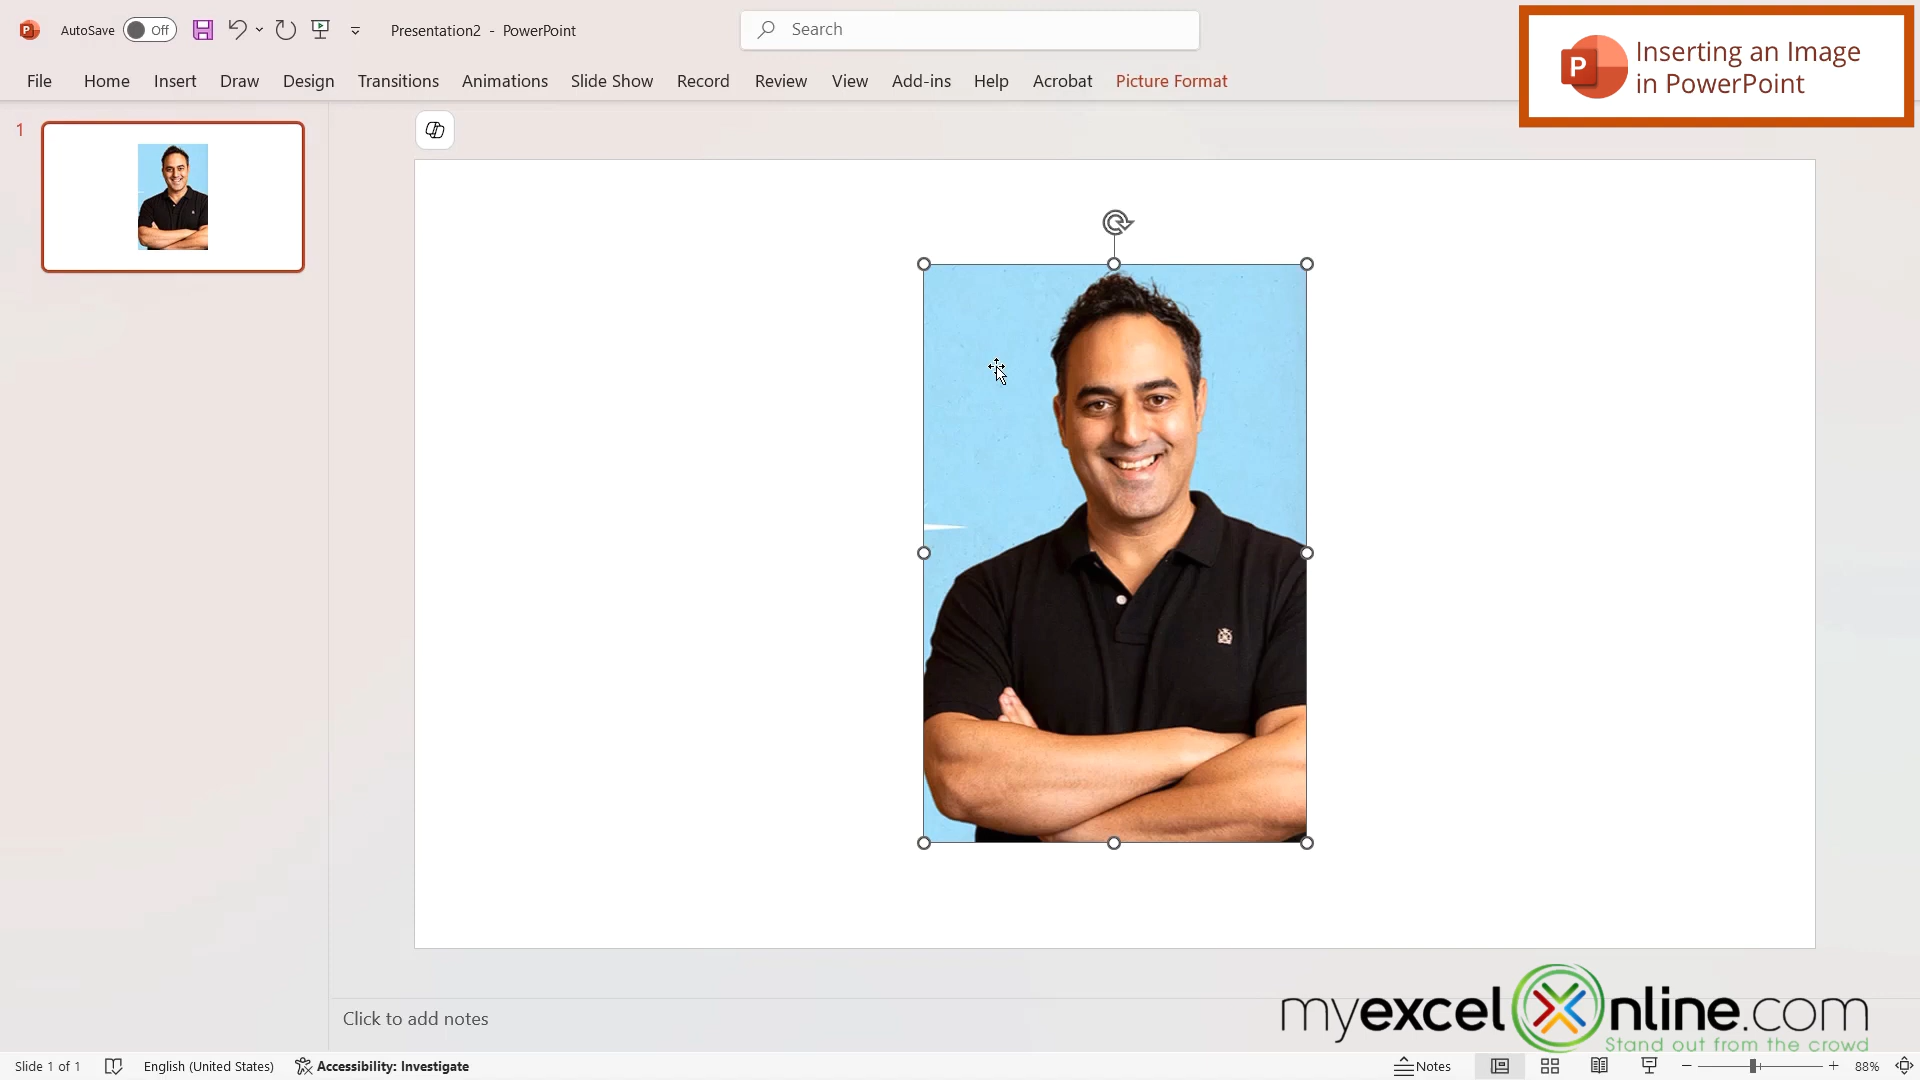 AutoSave Off Presentation2 - PowerPoint Search
File Home Insert Draw Design Transitions Animations Slide Show Record Review View Add-ins Help Acrobat Picture Format
Inserting an Image
in PowerPoint
1
Click to add notes
myexcelonline.com
Stand out from the crowd
Slide 1 of 1 English (United States) Accessibility: Investigate Notes 88%